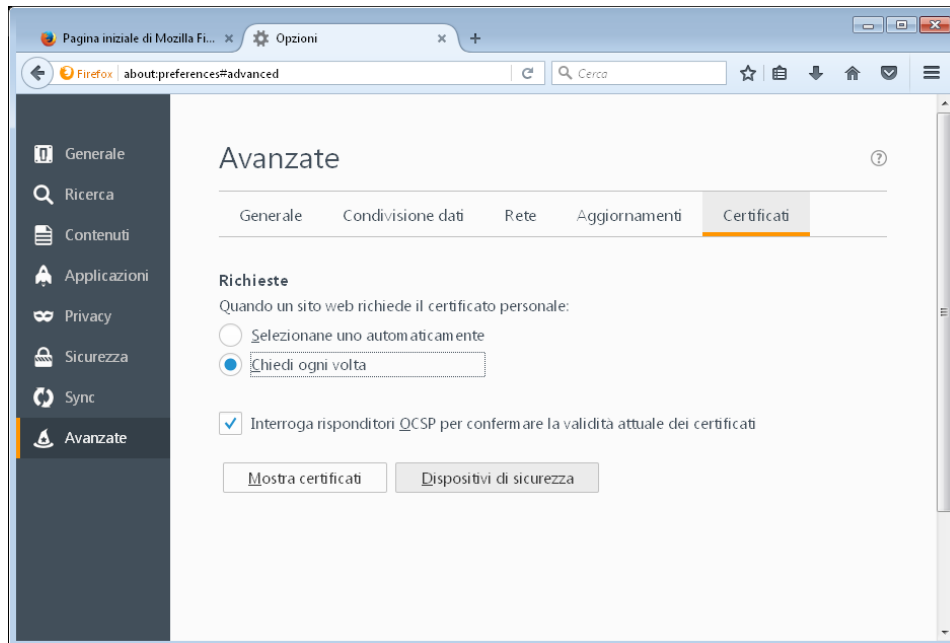 Pagina iniziale di Mozilla Fi...
Opzioni
Firefox about:preferences#advanced
Cerca
Generale
Ricerca
Contenuti
Applicazioni
Privacy
Sicurezza
Sync
Avanzate
Avanzate
Generale Condivisione dati Rete Aggiornamenti Certificati
Richieste
Quando un sito web richiede il certificato personale:
Selezionane uno automaticamente
Chiedi ogni volta
Interroga risponditori OCSP per confermare la validità attuale dei certificati
Mostra certificati Dispositivi di sicurezza